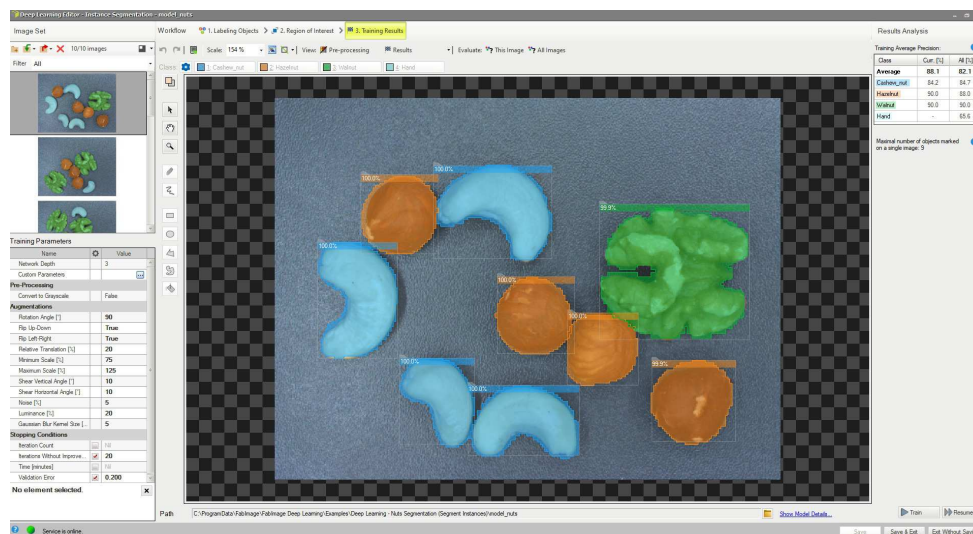 Deep Learning Editor - Instance Segmentation - model_nuts
Image Set
Workflow 1. Labeling Objects 2. Region of Interest 3. Training Results
Results Analysis
10/10 images
Scale: 154 % View: Pre-processing Results Evaluate: This Image All Images
Filter All
Class: 1: Cashew_nut 2: Hazelnut 3: Walnut 4: Hand
Training Average Precision:
Class Curr. [%] All [%]
Average 88.1 82.1
Cashew_nut 84.2 84.7
Hazelnut 90.0 88.0
Walnut 90.0 90.0
Hand - 65.6
Maximal number of objects marked
on a single image: 9
100.0%
100.0%
99.9%
100.0%
100.0%
100.0%
99.9%
100.0%
100.0%
Training Parameters
Name Value
Network Depth 3
Custom Parameters ...
Pre-Processing
Convert to Grayscale False
Augmentations
Rotation Angle [°] 90
Flip Up-Down True
Flip Left-Right True
Relative Translation [%] 20
Minimum Scale [%] 75
Maximum Scale [%] 125
Shear Vertical Angle [°] 10
Shear Horizontal Angle [°] 10
Noise [%] 5
Luminance [%] 20
Gaussian Blur Kernel Size [... 5
Stopping Conditions
Iteration Count Nil
Iterations Without Improve... 20
Time [minutes] Nil
Validation Error 0.200
No element selected.
Path C:\ProgramData\FabImage\FabImage Deep Learning\Examples\Deep Learning - Nuts Segmentation (Segment Instances)\model_nuts
Show Model Details...
Train Resume
Service is online.
Save Save & Exit Exit Without Savi